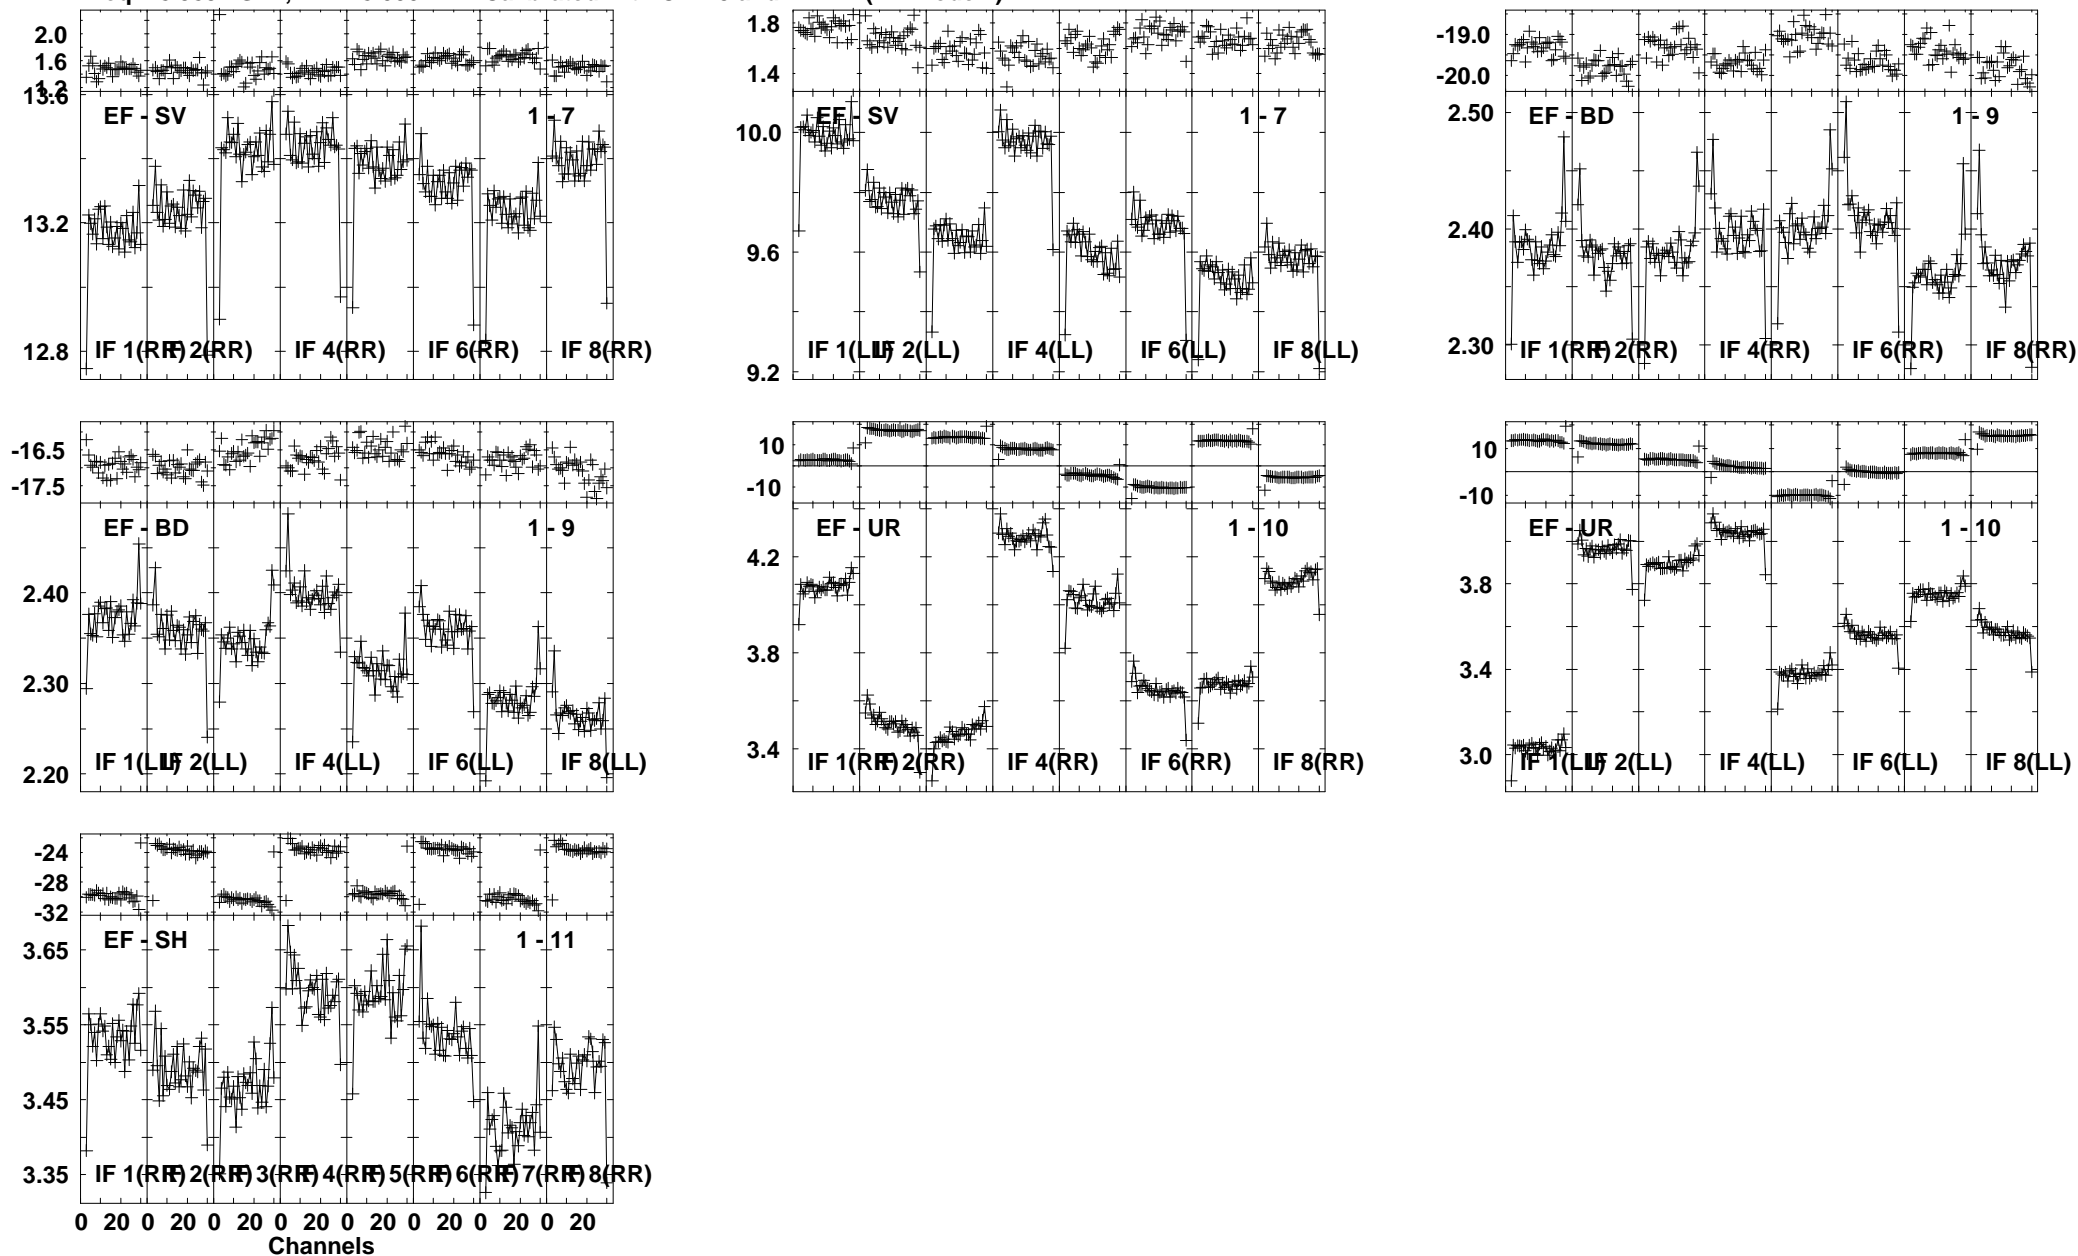 2.0
1.6
1.2
13.6
13.2
12.8
EF - SV
1 - 7
IF 1(RR)
IF 2(RR)
IF 4(RR)
IF 6(RR)
IF 8(RR)
1.8
1.4
10.0
9.6
9.2
EF - SV
1 - 7
IF 1(LL)
IF 2(LL)
IF 4(LL)
IF 6(LL)
IF 8(LL)
-19.0
-20.0
2.50
2.40
2.30
EF - BD
1 - 9
IF 1(RR)
IF 2(RR)
IF 4(RR)
IF 6(RR)
IF 8(RR)
-16.5
-17.5
2.40
2.30
2.20
EF - BD
1 - 9
IF 1(LL)
IF 2(LL)
IF 4(LL)
IF 6(LL)
IF 8(LL)
10
-10
4.2
3.8
3.4
EF - UR
1 - 10
IF 1(RR)
IF 2(RR)
IF 4(RR)
IF 6(RR)
IF 8(RR)
10
-10
3.8
3.4
3.0
EF - UR
1 - 10
IF 1(LL)
IF 2(LL)
IF 4(LL)
IF 6(LL)
IF 8(LL)
-24
-28
-32
3.65
3.55
3.45
3.35
EF - SH
1 - 11
IF 1(RR)
IF 2(RR)
IF 3(RR)
IF 4(RR)
IF 5(RR)
IF 6(RR)
IF 7(RR)
IF 8(RR)
0 20 0 20 0 20 0 20 0 20 0 20 0 20 0 20
Channels